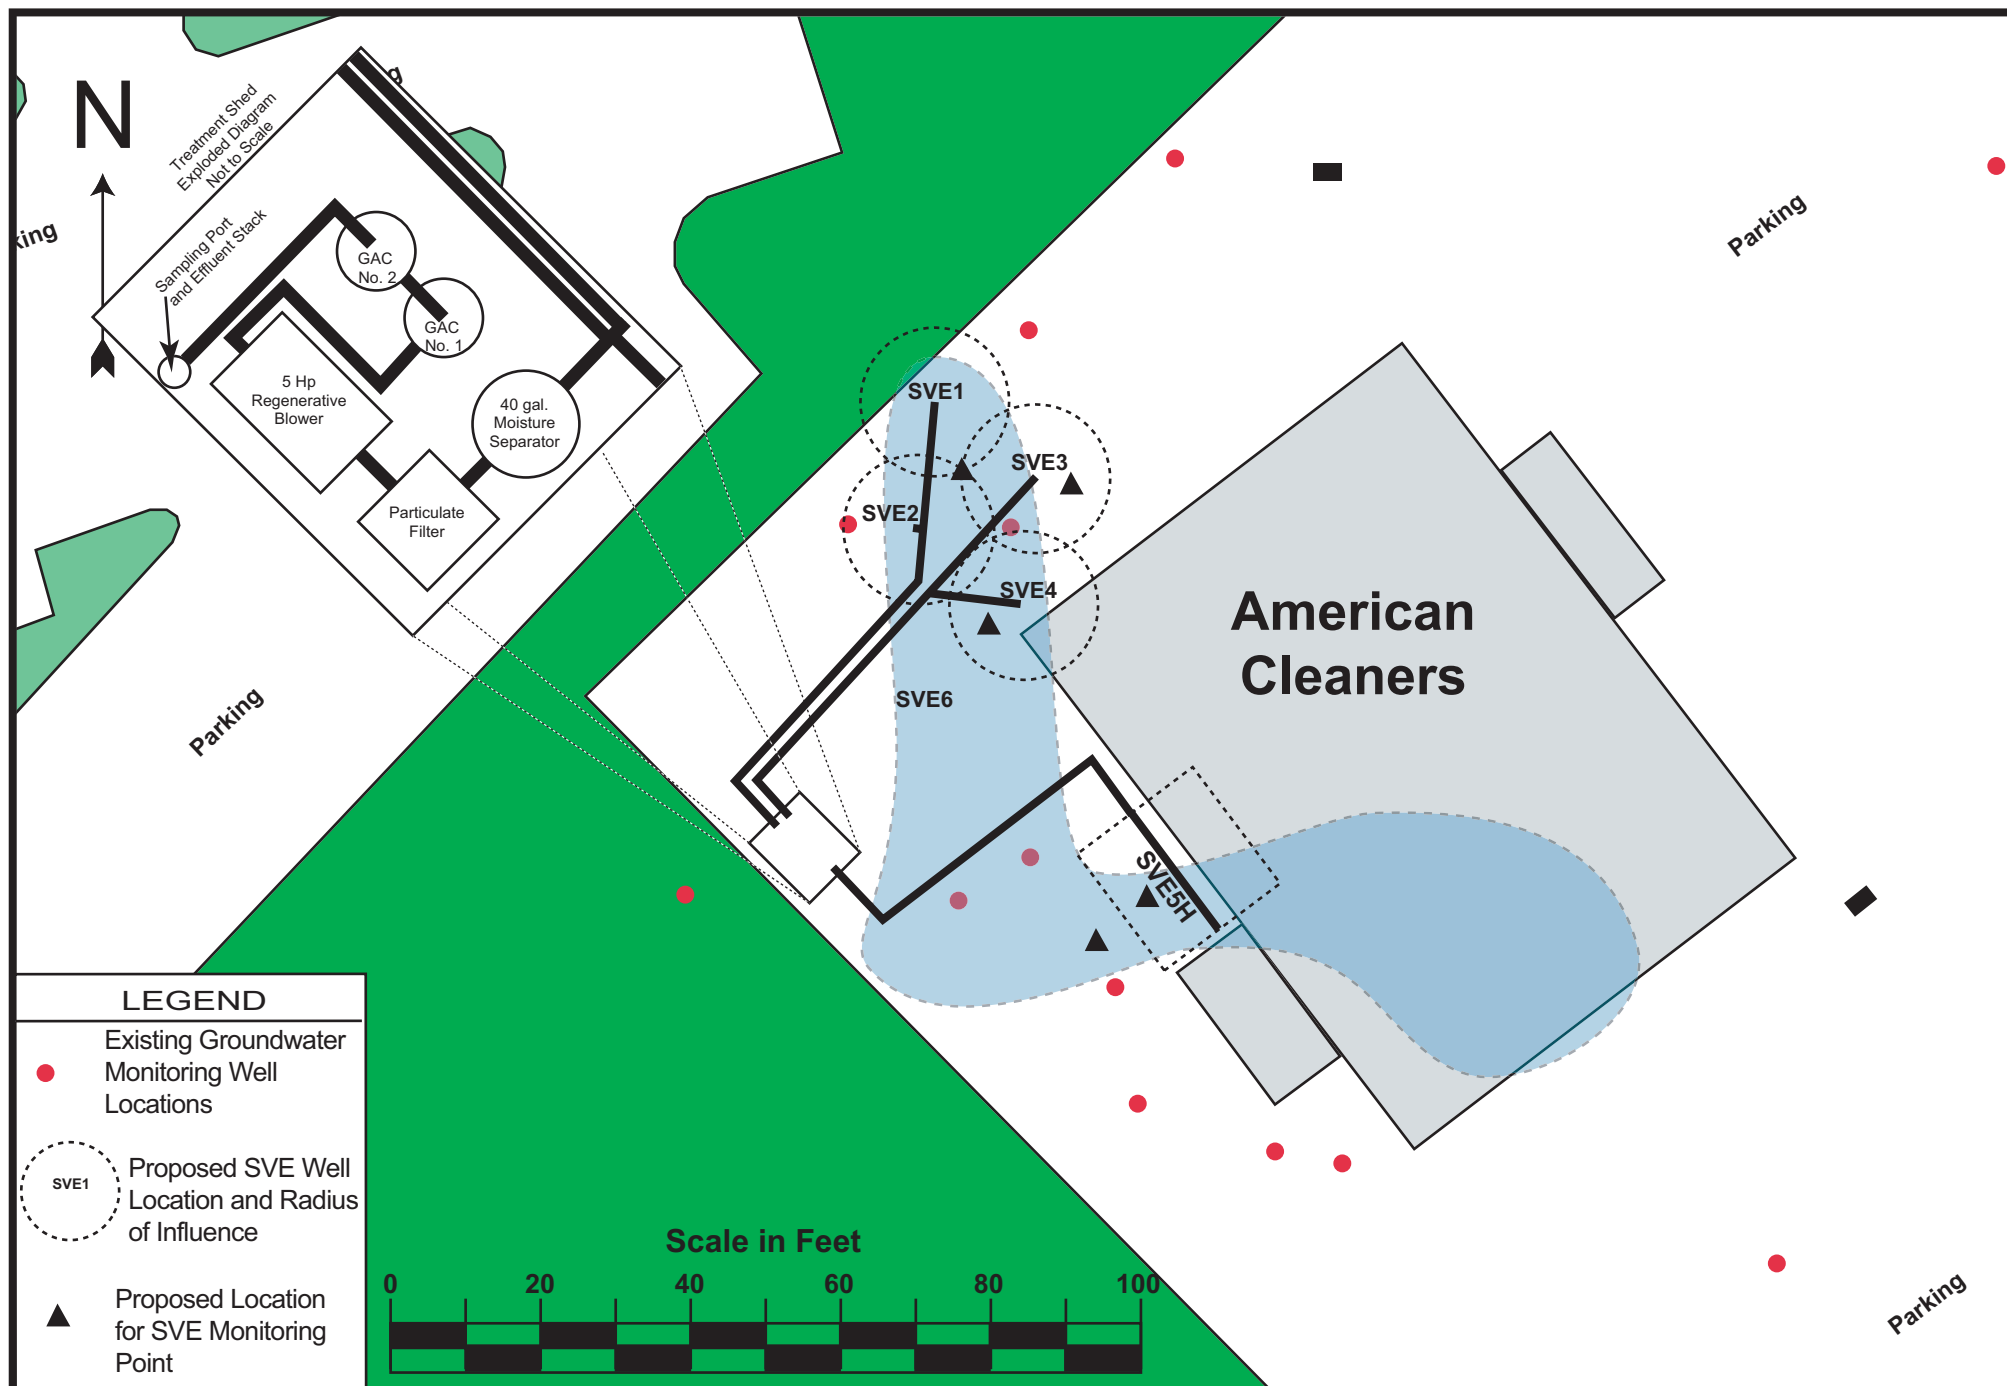 N
g
king
Treatment Shed
Exploded Diagram
Not to Scale
Sampling Port
and Effluent Stack
GAC
No. 2
GAC
No. 1
5 Hp
Regenerative
Blower
40 gal.
Moisture
Separator
Particulate
Filter
Parking
Parking
SVE1
SVE3
SVE2
SVE4
SVE6
SVE5H
American
Cleaners
Parking
LEGEND
Existing Groundwater
Monitoring Well
Locations
SVE1
Proposed SVE Well
Location and Radius
of Influence
Proposed Location
for SVE Monitoring
Point
Scale in Feet
0 20 40 60 80 100